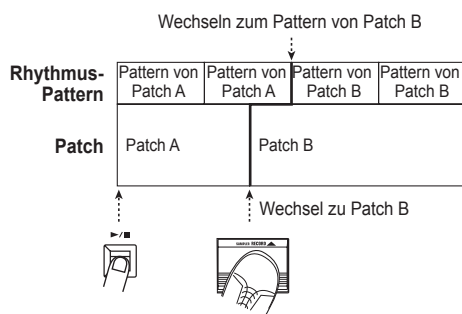 Wechseln zum Pattern von Patch B
Rhythmus-
Pattern
Pattern von
Patch A
Pattern von
Patch A
Pattern von
Patch B
Pattern von
Patch B
Patch
Patch A
Patch B
Wechsel zu Patch B
►/■
SAMPLER RECORD ▲